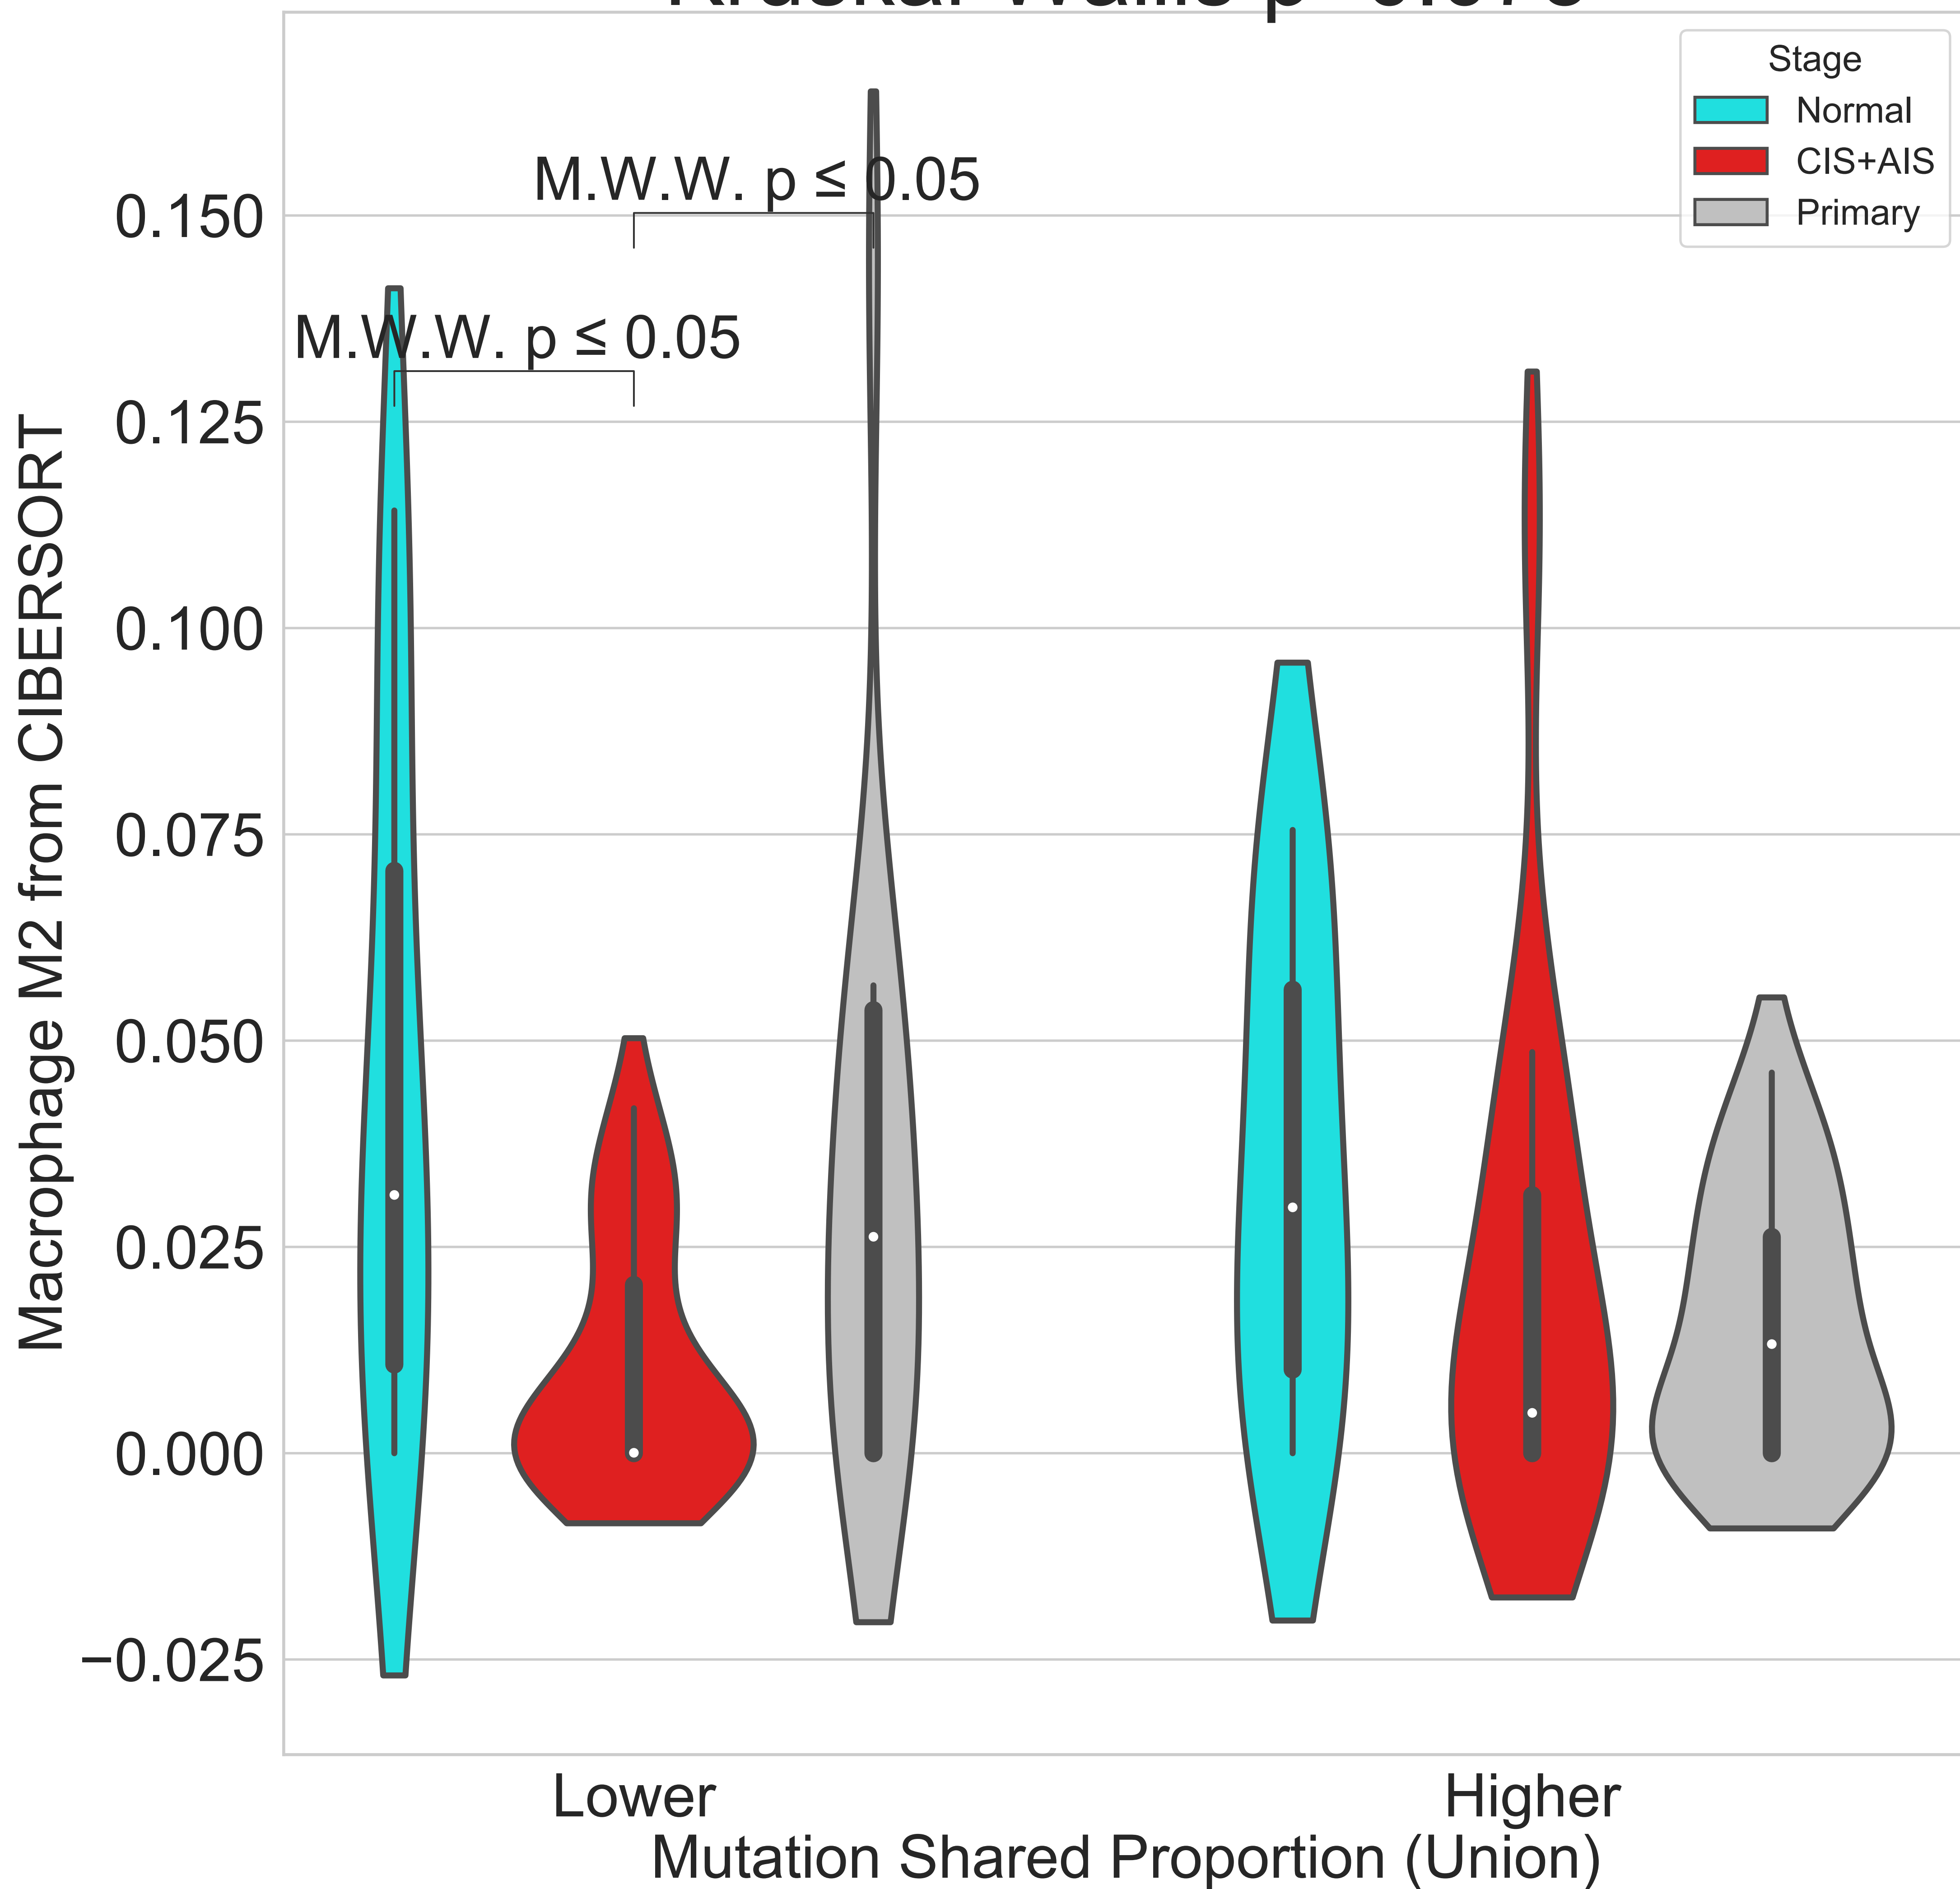 Stage
Normal
CIS+AIS
Primary
M.W.W. p ≤ 0.05
M.W.W. p ≤ 0.05
0.150
0.125
0.100
0.075
0.050
0.025
0.000
−0.025
Macrophage M2 from CIBERSORT
Lower
Higher
Mutation Shared Proportion (Union)